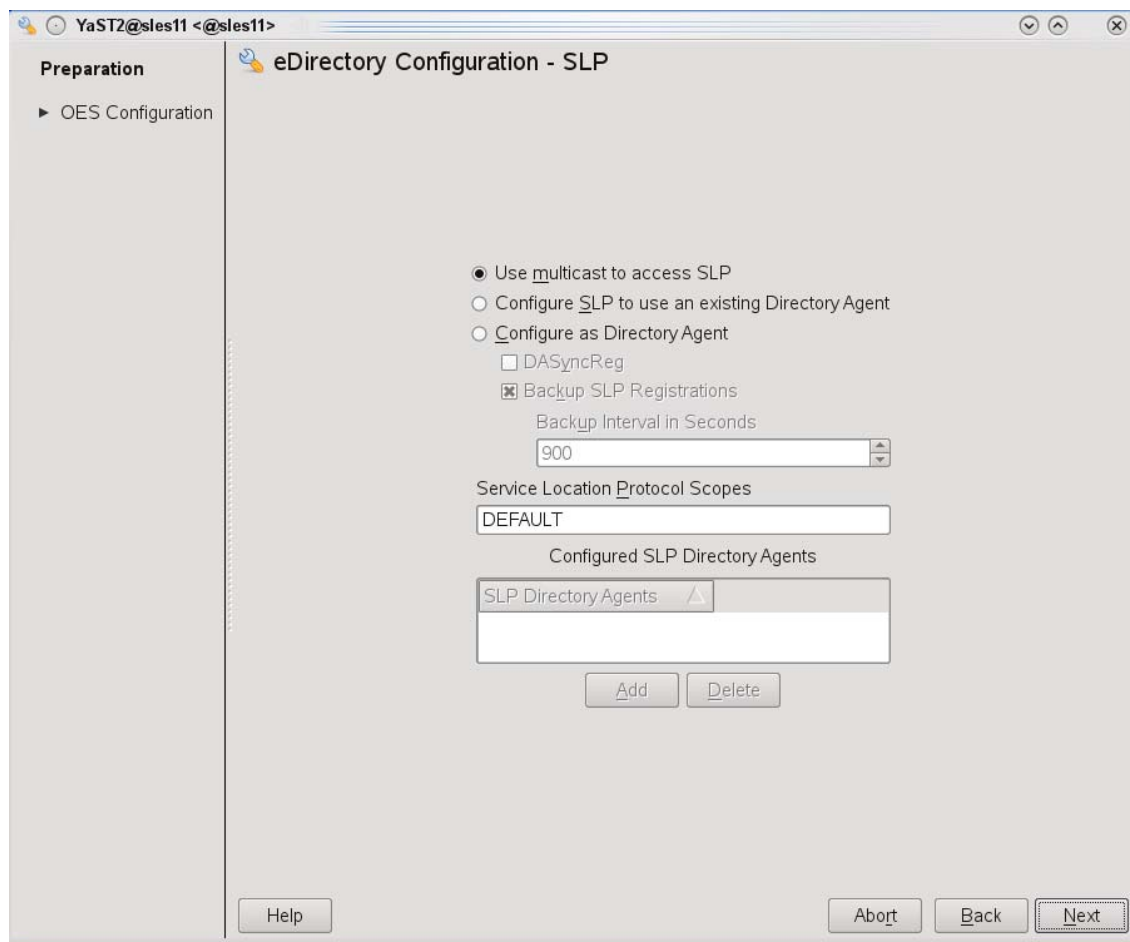 YaST2@sles11 <@sles11>
Preparation
OES Configuration
eDirectory Configuration - SLP
Use multicast to access SLP
Configure SLP to use an existing Directory Agent
Configure as Directory Agent
DASyncReg
Backup SLP Registrations
Backup Interval in Seconds
900
Service Location Protocol Scopes
DEFAULT
Configured SLP Directory Agents
SLP Directory Agents
Add Delete
Help Abort Back Next